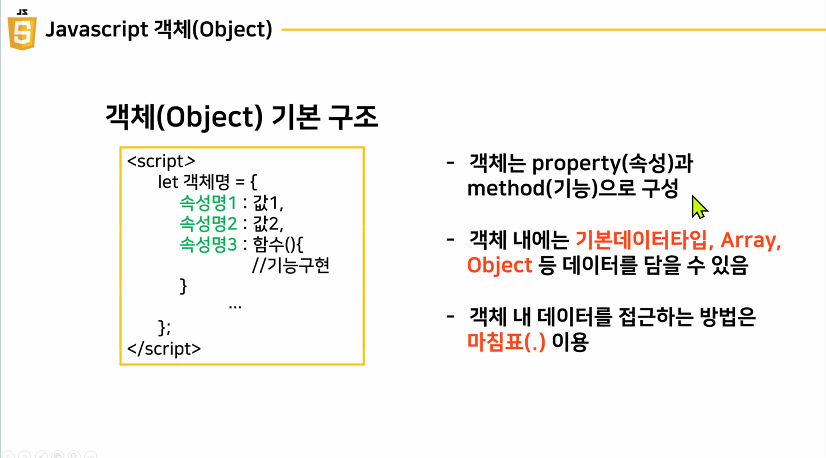 JS
Javascript 객체(Object)
객체(Object) 기본 구조
<script>
let 객체명 = {
속성명1 : 값1,
속성명2 : 값2,
속성명3 : 함수(){
//기능구현
}
...
};
</script>
- 객체는 property(속성)과
method(기능)으로 구성
- 객체 내에는 기본데이터타입, Array,
Object 등 데이터를 담을 수 있음
- 객체 내 데이터를 접근하는 방법은
마침표(.) 이용